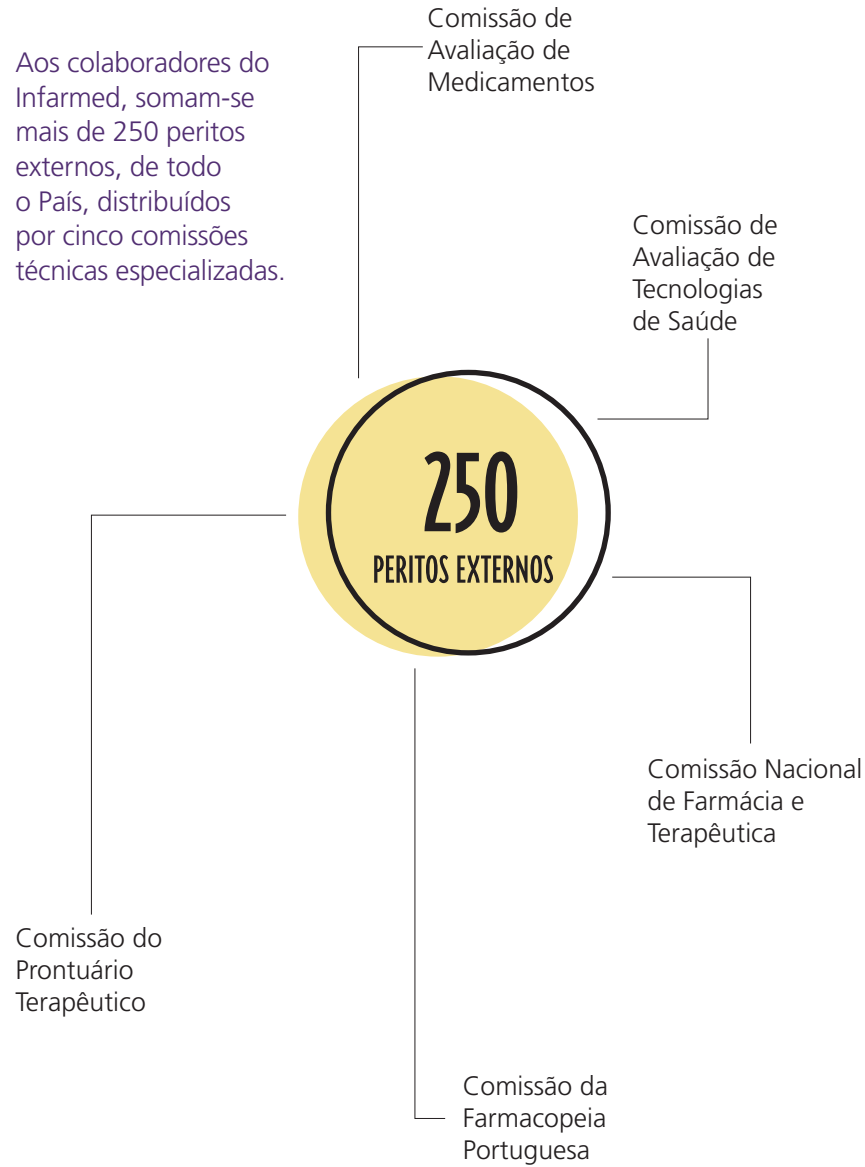 Aos colaboradores do
Infarmed, somam-se
mais de 250 peritos
externos, de todo
o País, distribuídos
por cinco comissões
técnicas especializadas.
Comissão de
Avaliação de
Medicamentos
Comissão de
Avaliação de
Tecnologias
de Saúde
250
PERITOS EXTERNOS
Comissão Nacional
de Farmácia e
Terapêutica
Comissão do
Prontuário
Terapêutico
Comissão da
Farmacopeia
Portuguesa